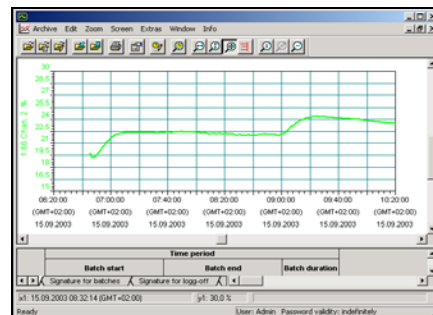 Archive Edit Zoom Screen Extras Window Info
30
28.5
27
25.5
24
22.5
21
19.5
18
16.5
15
1:86 Chan. 2 %
06:20:00 07:00:00 07:40:00 08:20:00 09:00:00 09:40:00 10:20:00
(GMT+02:00) (GMT+02:00) (GMT+02:00) (GMT+02:00) (GMT+02:00) (GMT+02:00) (GMT+02:00)
15.09.2003 15.09.2003 15.09.2003 15.09.2003 15.09.2003 15.09.2003 15.09.2003
Time period
Batch start Batch end Batch duration
Signature for batches Signature for logg-off
x1: 15.09.2003 08:32:14 (GMT+02:00) y1: 30,0 %
Ready User: Admin Password validity: indefinitely